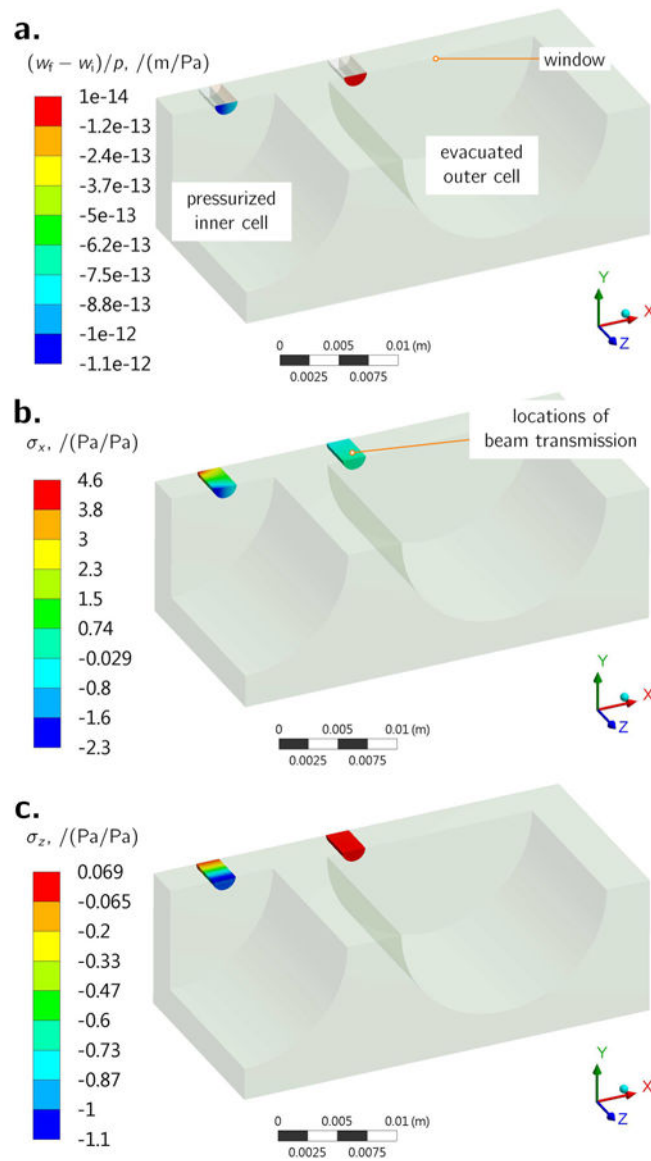 a.
(w_f − w_i)/p, /(m/Pa)
1e-14
-1.2e-13
-2.4e-13
-3.7e-13
-5e-13
-6.2e-13
-7.5e-13
-8.8e-13
-1e-12
-1.1e-12
window
evacuated
outer cell
pressurized
inner cell
Y
X
Z
0 0.005 0.01 (m)
0.0025 0.0075
b.
σ_x, /(Pa/Pa)
4.6
3.8
3
2.3
1.5
0.74
-0.029
-0.8
-1.6
-2.3
locations of
beam transmission
Y
X
Z
0 0.005 0.01 (m)
0.0025 0.0075
c.
σ_z, /(Pa/Pa)
0.069
-0.065
-0.2
-0.33
-0.47
-0.6
-0.73
-0.87
-1
-1.1
Y
X
Z
0 0.005 0.01 (m)
0.0025 0.0075